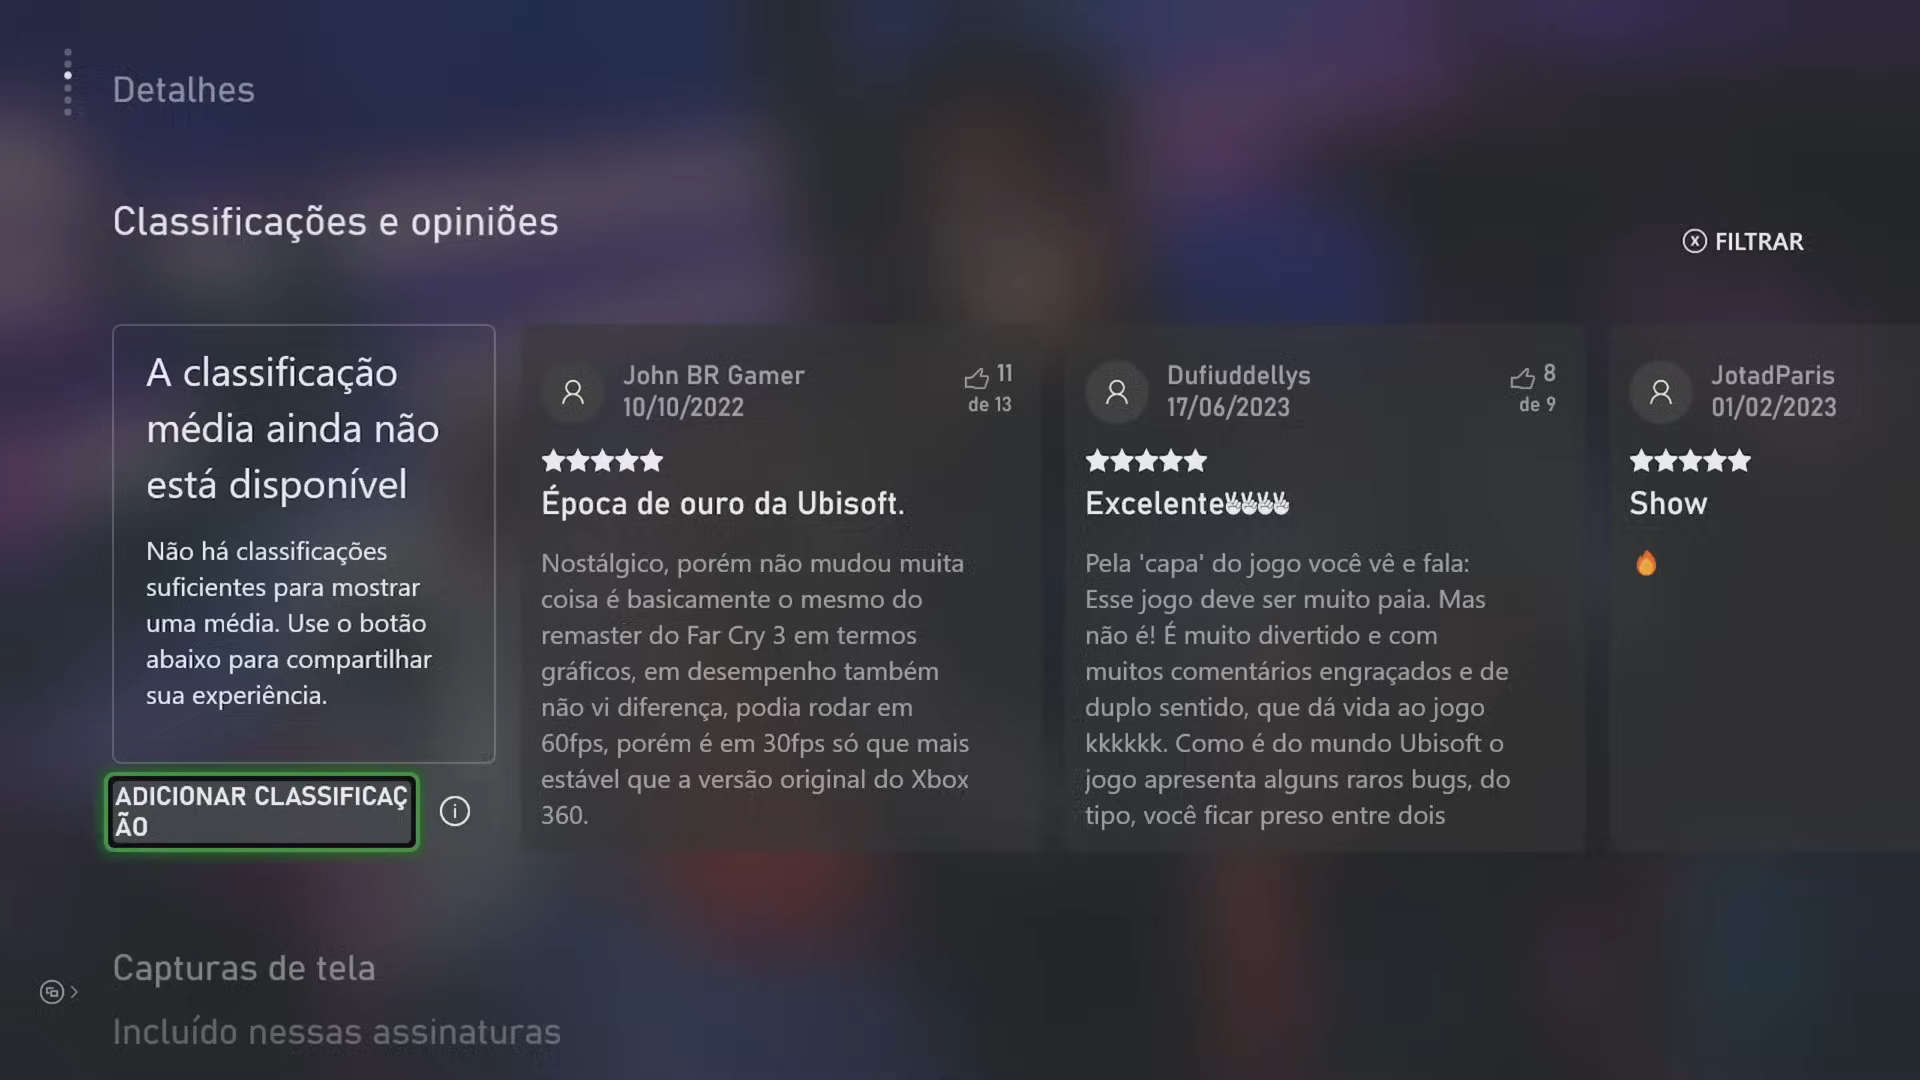 Detalhes
Classificações e opiniões
FILTRAR
A classificação
média ainda não
está disponível
Não há classificações
suficientes para mostrar
uma média. Use o botão
abaixo para compartilhar
sua experiência.
ADICIONAR CLASSIFICAÇ
ÃO
John BR Gamer
10/10/2022
11
de 13
Época de ouro da Ubisoft.
Nostálgico, porém não mudou muita
coisa é basicamente o mesmo do
remaster do Far Cry 3 em termos
gráficos, em desempenho também
não vi diferença, podia rodar em
60fps, porém é em 30fps só que mais
estável que a versão original do Xbox
360.
Dufiuddellys
17/06/2023
8
de 9
Excelente✌✌✌✌
Pela 'capa' do jogo você vê e fala:
Esse jogo deve ser muito paia. Mas
não é! É muito divertido e com
muitos comentários engraçados e de
duplo sentido, que dá vida ao jogo
kkkkkk. Como é do mundo Ubisoft o
jogo apresenta alguns raros bugs, do
tipo, você ficar preso entre dois
JotadParis
01/02/2023
Show
🔥
Capturas de tela
Incluído nessas assinaturas